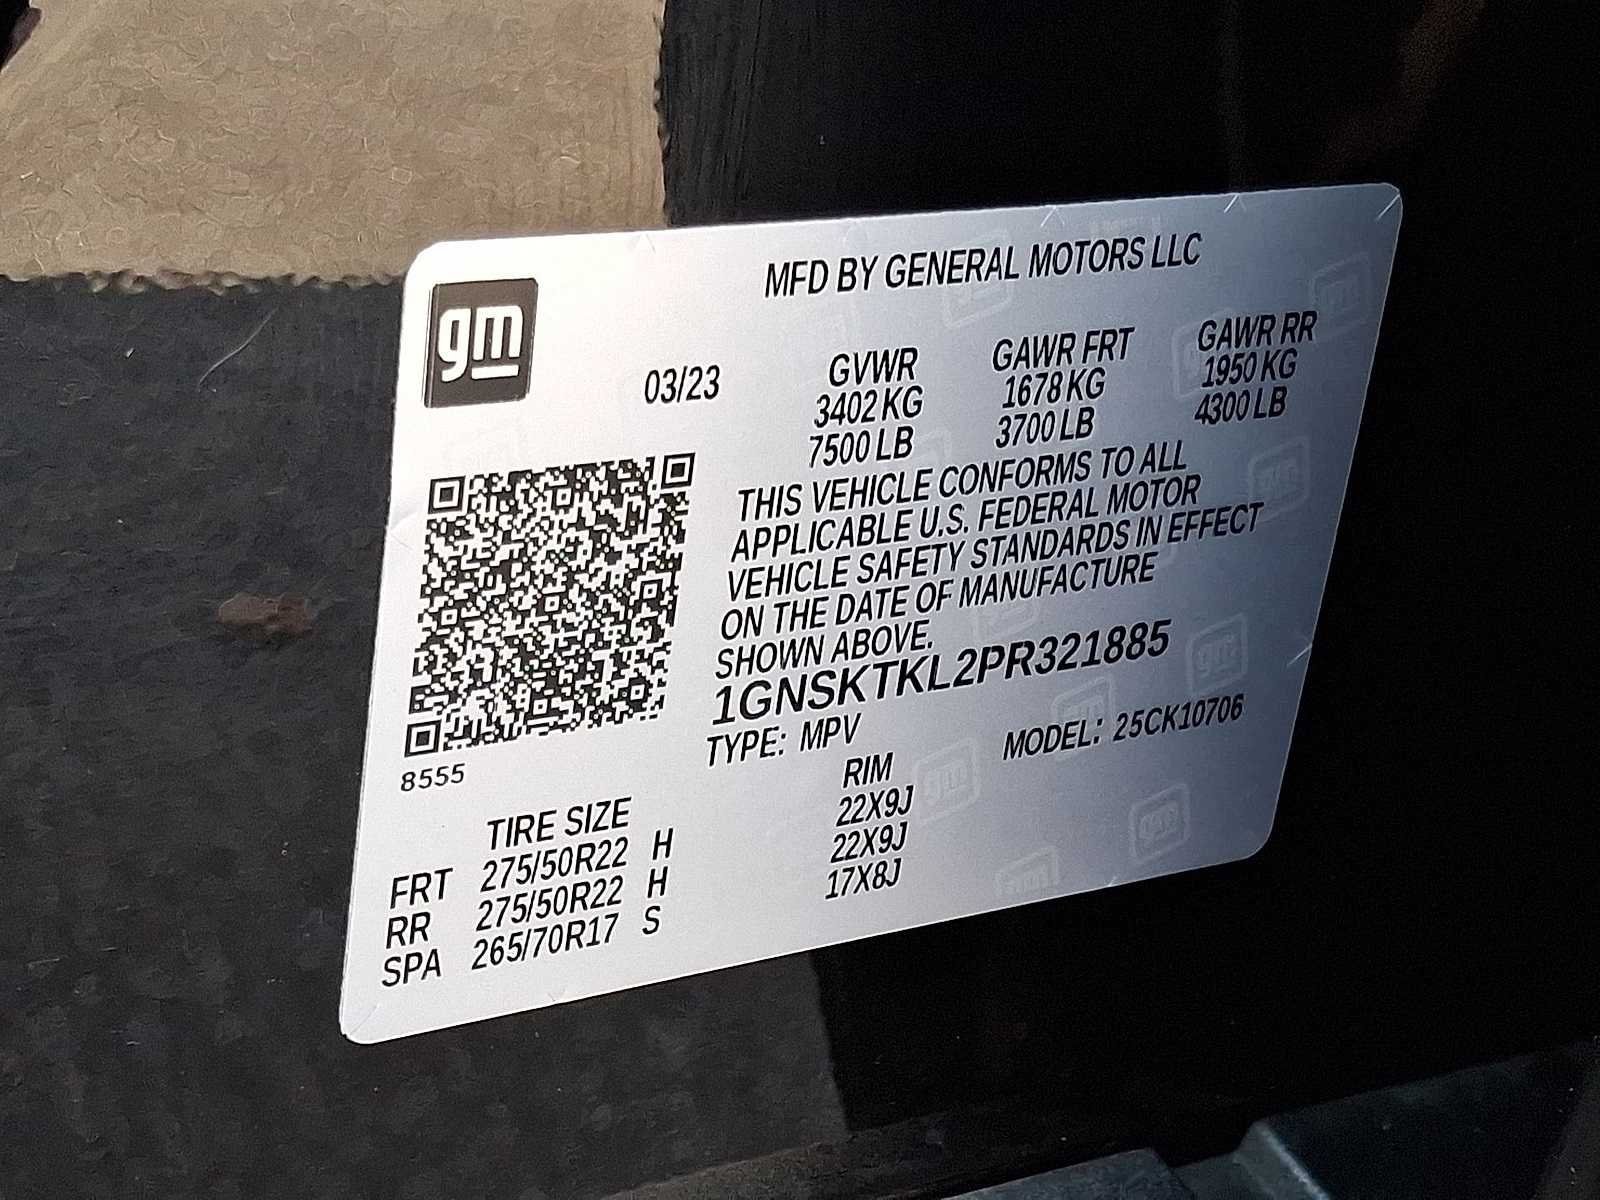 MFD BY GENERAL MOTORS LLC
gm
03/23
GVWR GAWR FRT GAWR RR
3402 KG 1678 KG 1950 KG
7500 LB 3700 LB 4300 LB
THIS VEHICLE CONFORMS TO ALL
APPLICABLE U.S. FEDERAL MOTOR
VEHICLE SAFETY STANDARDS IN EFFECT
ON THE DATE OF MANUFACTURE
SHOWN ABOVE.
1GNSKTKL2PR321885
TYPE: MPV MODEL: 25CK10706
8555
TIRE SIZE RIM
FRT 275/50R22 H 22X9J
RR 275/50R22 H 22X9J
SPA 265/70R17 S 17X8J